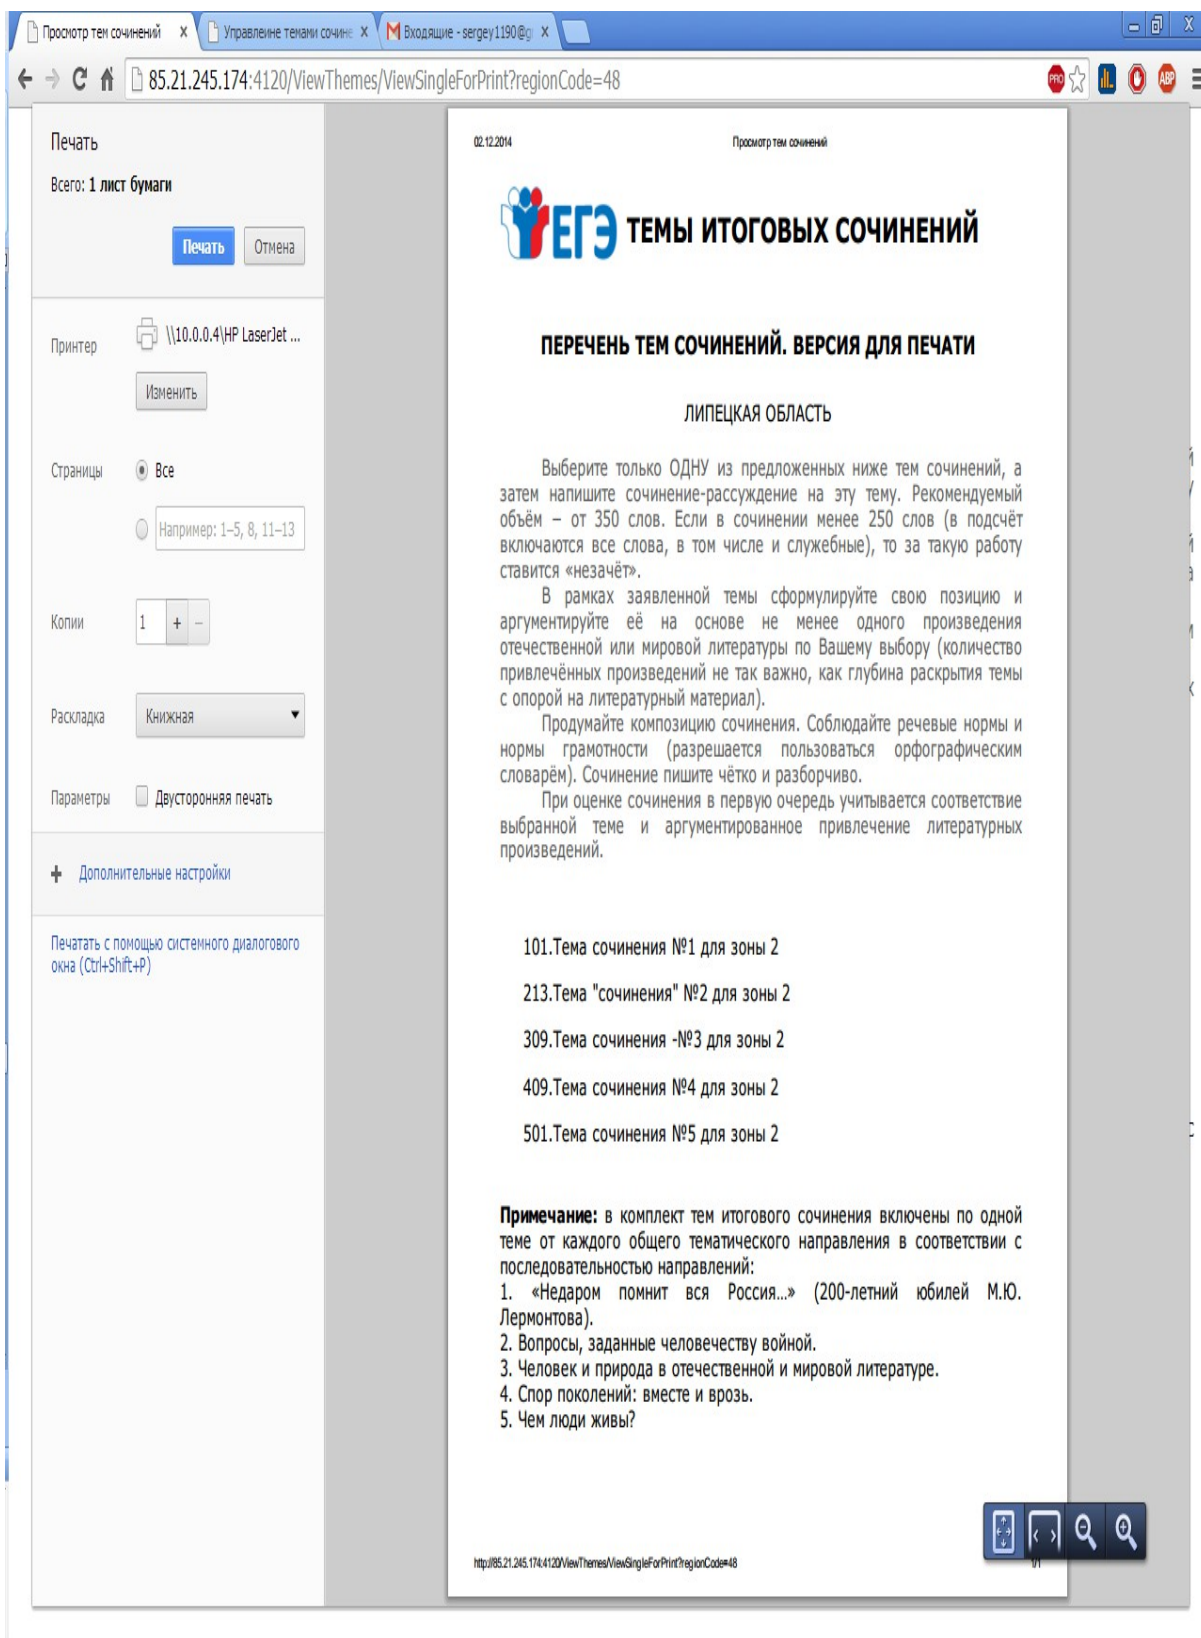 Просмотр тем сочинений
Управлеине темами сочине
Входящие - sergey1190@g
85.21.245.174:4120/ViewThemes/ViewSingleForPrint?regionCode=48
PRO
ABP
Печать
Всего: 1 лист бумаги
Печать
Отмена
Принтер
\\10.0.0.4\HP LaserJet ...
Изменить
Страницы
Все
Например: 1–5, 8, 11–13
Копии
1
+
–
Раскладка
Книжная
Параметры
Двусторонняя печать
+ Дополнительные настройки
Печатать с помощью системного диалогового
окна (Ctrl+Shift+P)
02.12.2014
Просмотр тем сочинений
ЕГЭ ТЕМЫ ИТОГОВЫХ СОЧИНЕНИЙ
ПЕРЕЧЕНЬ ТЕМ СОЧИНЕНИЙ. ВЕРСИЯ ДЛЯ ПЕЧАТИ
ЛИПЕЦКАЯ ОБЛАСТЬ
Выберите только ОДНУ из предложенных ниже тем сочинений, а
затем напишите сочинение-рассуждение на эту тему. Рекомендуемый
объём – от 350 слов. Если в сочинении менее 250 слов (в подсчёт
включаются все слова, в том числе и служебные), то за такую работу
ставится «незачёт».
В рамках заявленной темы сформулируйте свою позицию и
аргументируйте её на основе не менее одного произведения
отечественной или мировой литературы по Вашему выбору (количество
привлечённых произведений не так важно, как глубина раскрытия темы
с опорой на литературный материал).
Продумайте композицию сочинения. Соблюдайте речевые нормы и
нормы грамотности (разрешается пользоваться орфографическим
словарём). Сочинение пишите чётко и разборчиво.
При оценке сочинения в первую очередь учитывается соответствие
выбранной теме и аргументированное привлечение литературных
произведений.
101.Тема сочинения №1 для зоны 2
213.Тема "сочинения" №2 для зоны 2
309.Тема сочинения -№3 для зоны 2
409.Тема сочинения №4 для зоны 2
501.Тема сочинения №5 для зоны 2
Примечание: в комплект тем итогового сочинения включены по одной
теме от каждого общего тематического направления в соответствии с
последовательностью направлений:
1. «Недаром помнит вся Россия...» (200-летний юбилей М.Ю.
Лермонтова).
2. Вопросы, заданные человечеству войной.
3. Человек и природа в отечественной и мировой литературе.
4. Спор поколений: вместе и врозь.
5. Чем люди живы?
http://85.21.245.174:4120/ViewThemes/ViewSingleForPrint?regionCode=48
1/1